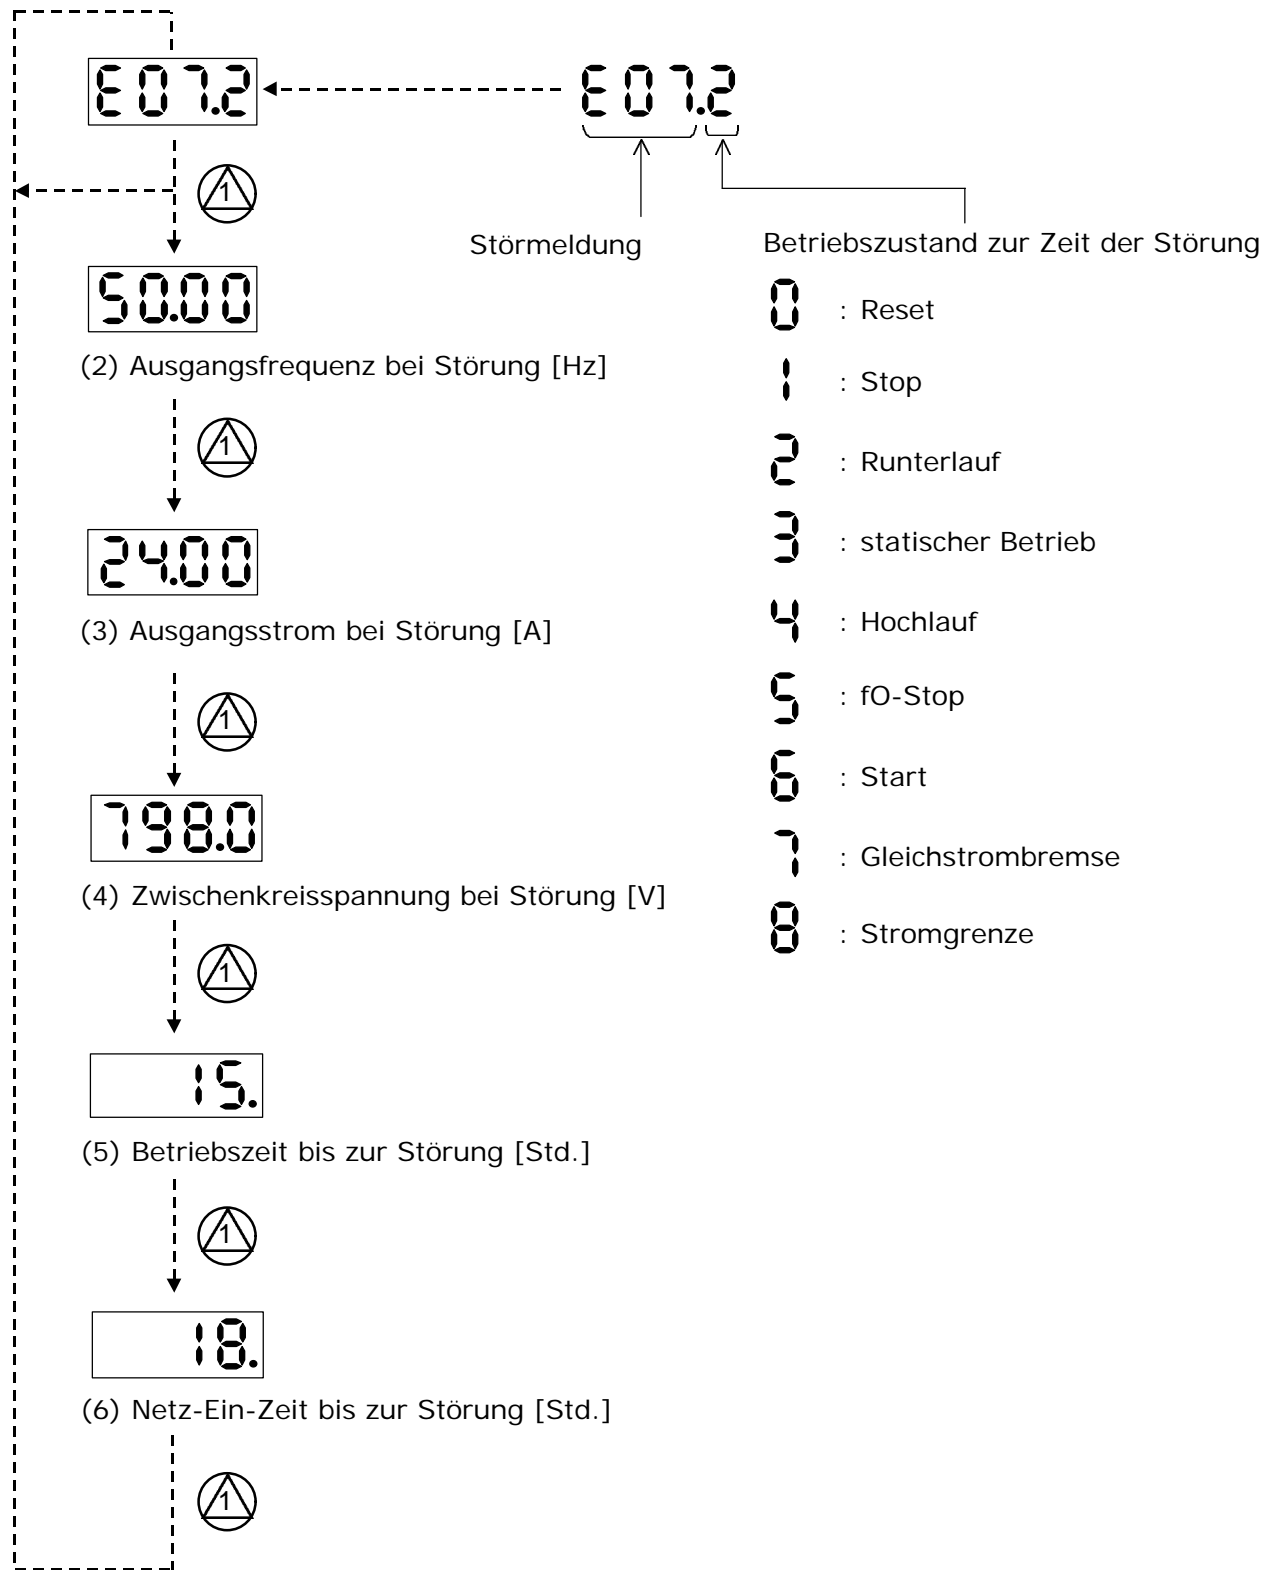 E07.2
E07.2
1
Störmeldung
Betriebszustand zur Zeit der Störung
50.00
(2) Ausgangsfrequenz bei Störung [Hz]
1
24.00
(3) Ausgangsstrom bei Störung [A]
1
798.0
(4) Zwischenkreisspannung bei Störung [V]
1
15.
(5) Betriebszeit bis zur Störung [Std.]
1
18.
(6) Netz-Ein-Zeit bis zur Störung [Std.]
1
0 : Reset
1 : Stop
2 : Runterlauf
3 : statischer Betrieb
4 : Hochlauf
5 : fO-Stop
6 : Start
7 : Gleichstrombremse
8 : Stromgrenze